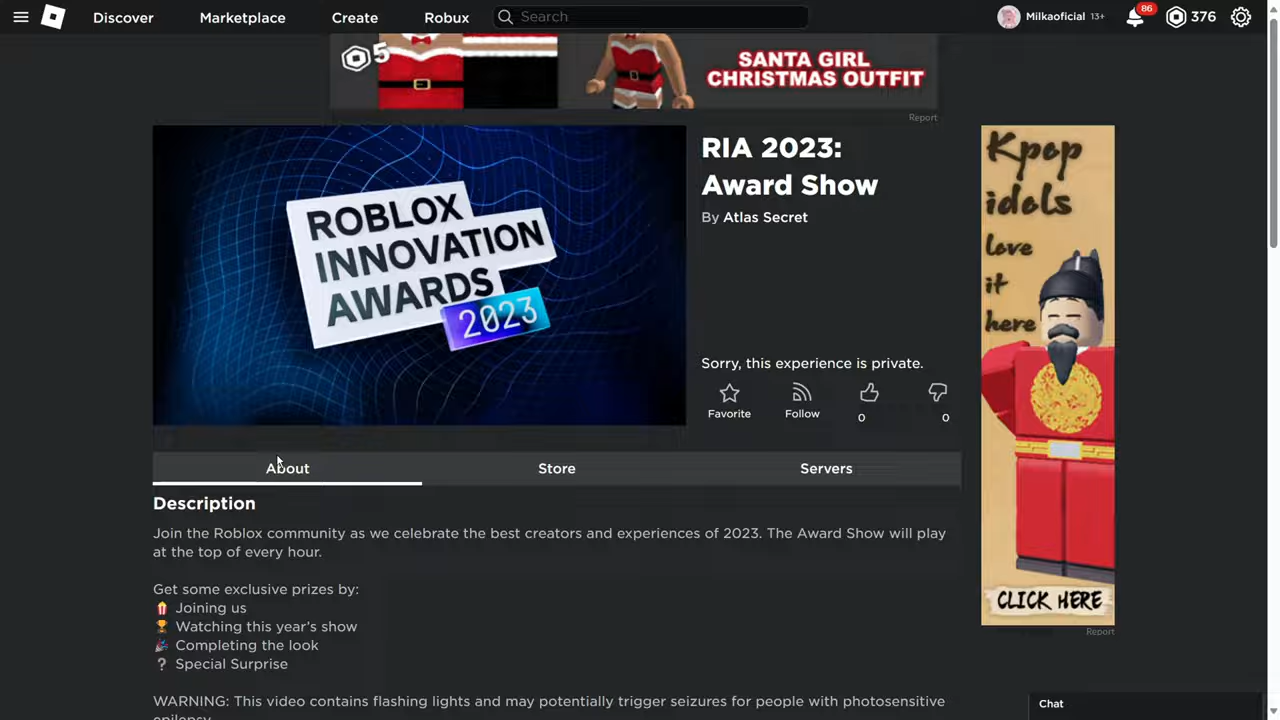 Discover
Marketplace
Create
Robux
Search
Milkaoficial 13+
86
376
5
SANTA GIRL
CHRISTMAS OUTFIT
Report
ROBLOX
INNOVATION
AWARDS
2023
RIA 2023:
Award Show
By Atlas Secret
Sorry, this experience is private.
Favorite
Follow
0
0
Kpop
idols
love
it
here
CLICK HERE
Report
About
Store
Servers
Description
Join the Roblox community as we celebrate the best creators and experiences of 2023. The Award Show will play
at the top of every hour.
Get some exclusive prizes by:
🍿 Joining us
🏆 Watching this year's show
🎉 Completing the look
❔ Special Surprise
WARNING: This video contains flashing lights and may potentially trigger seizures for people with photosensitive
epilepsy.
Chat